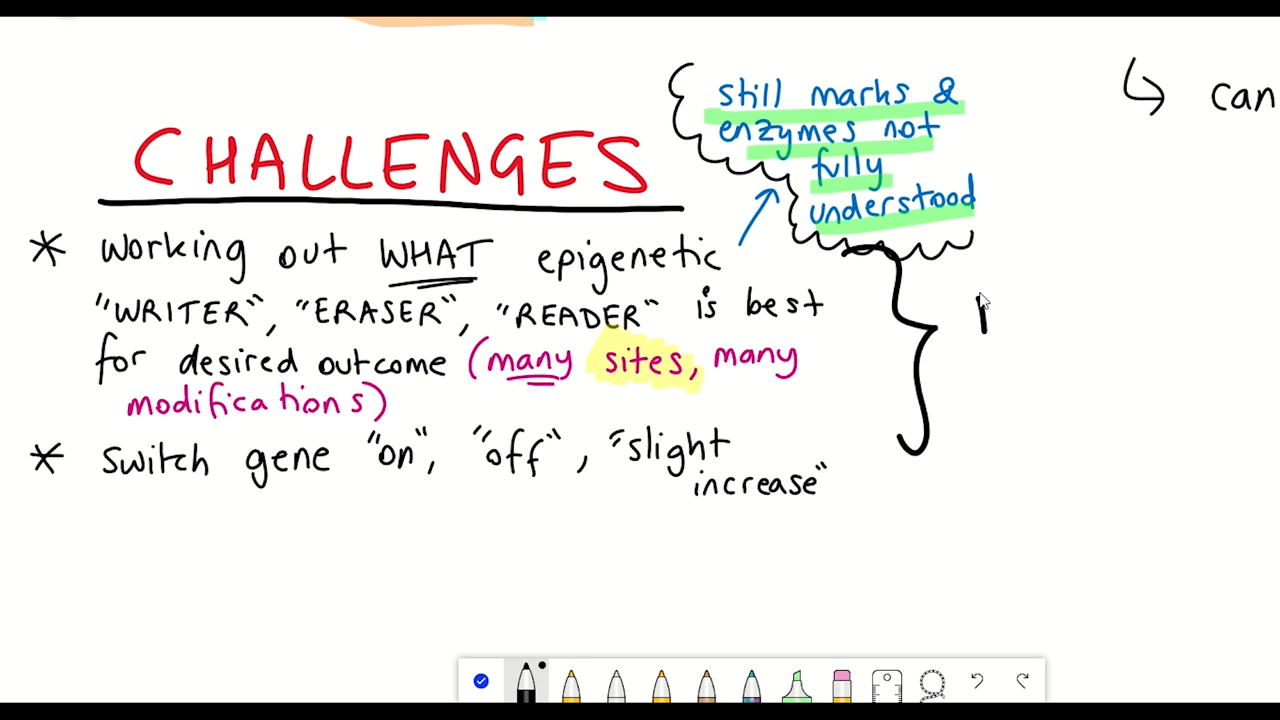 CHALLENGES
still marks &
enzymes not
fully
understood
↳ can
* working out WHAT epigenetic
"WRITER", "ERASER", "READER" is best
for desired outcome (many sites, many
modifications)
* switch gene "on", "off", "slight
increase"